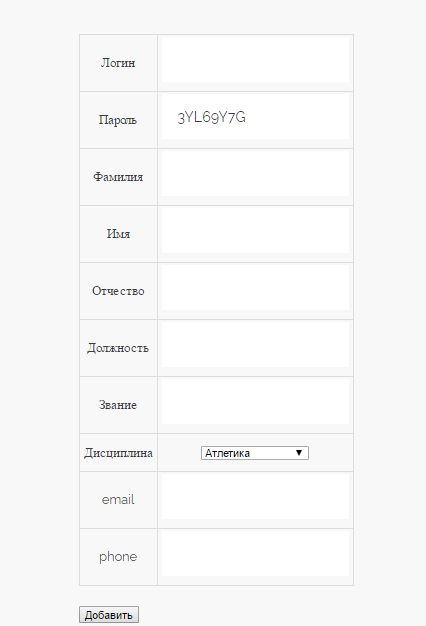 Логин
Пароль 3YL69Y7G
Фамилия
Имя
Отчество
Должность
Звание
Дисциплина Атлетика
email
phone
Добавить